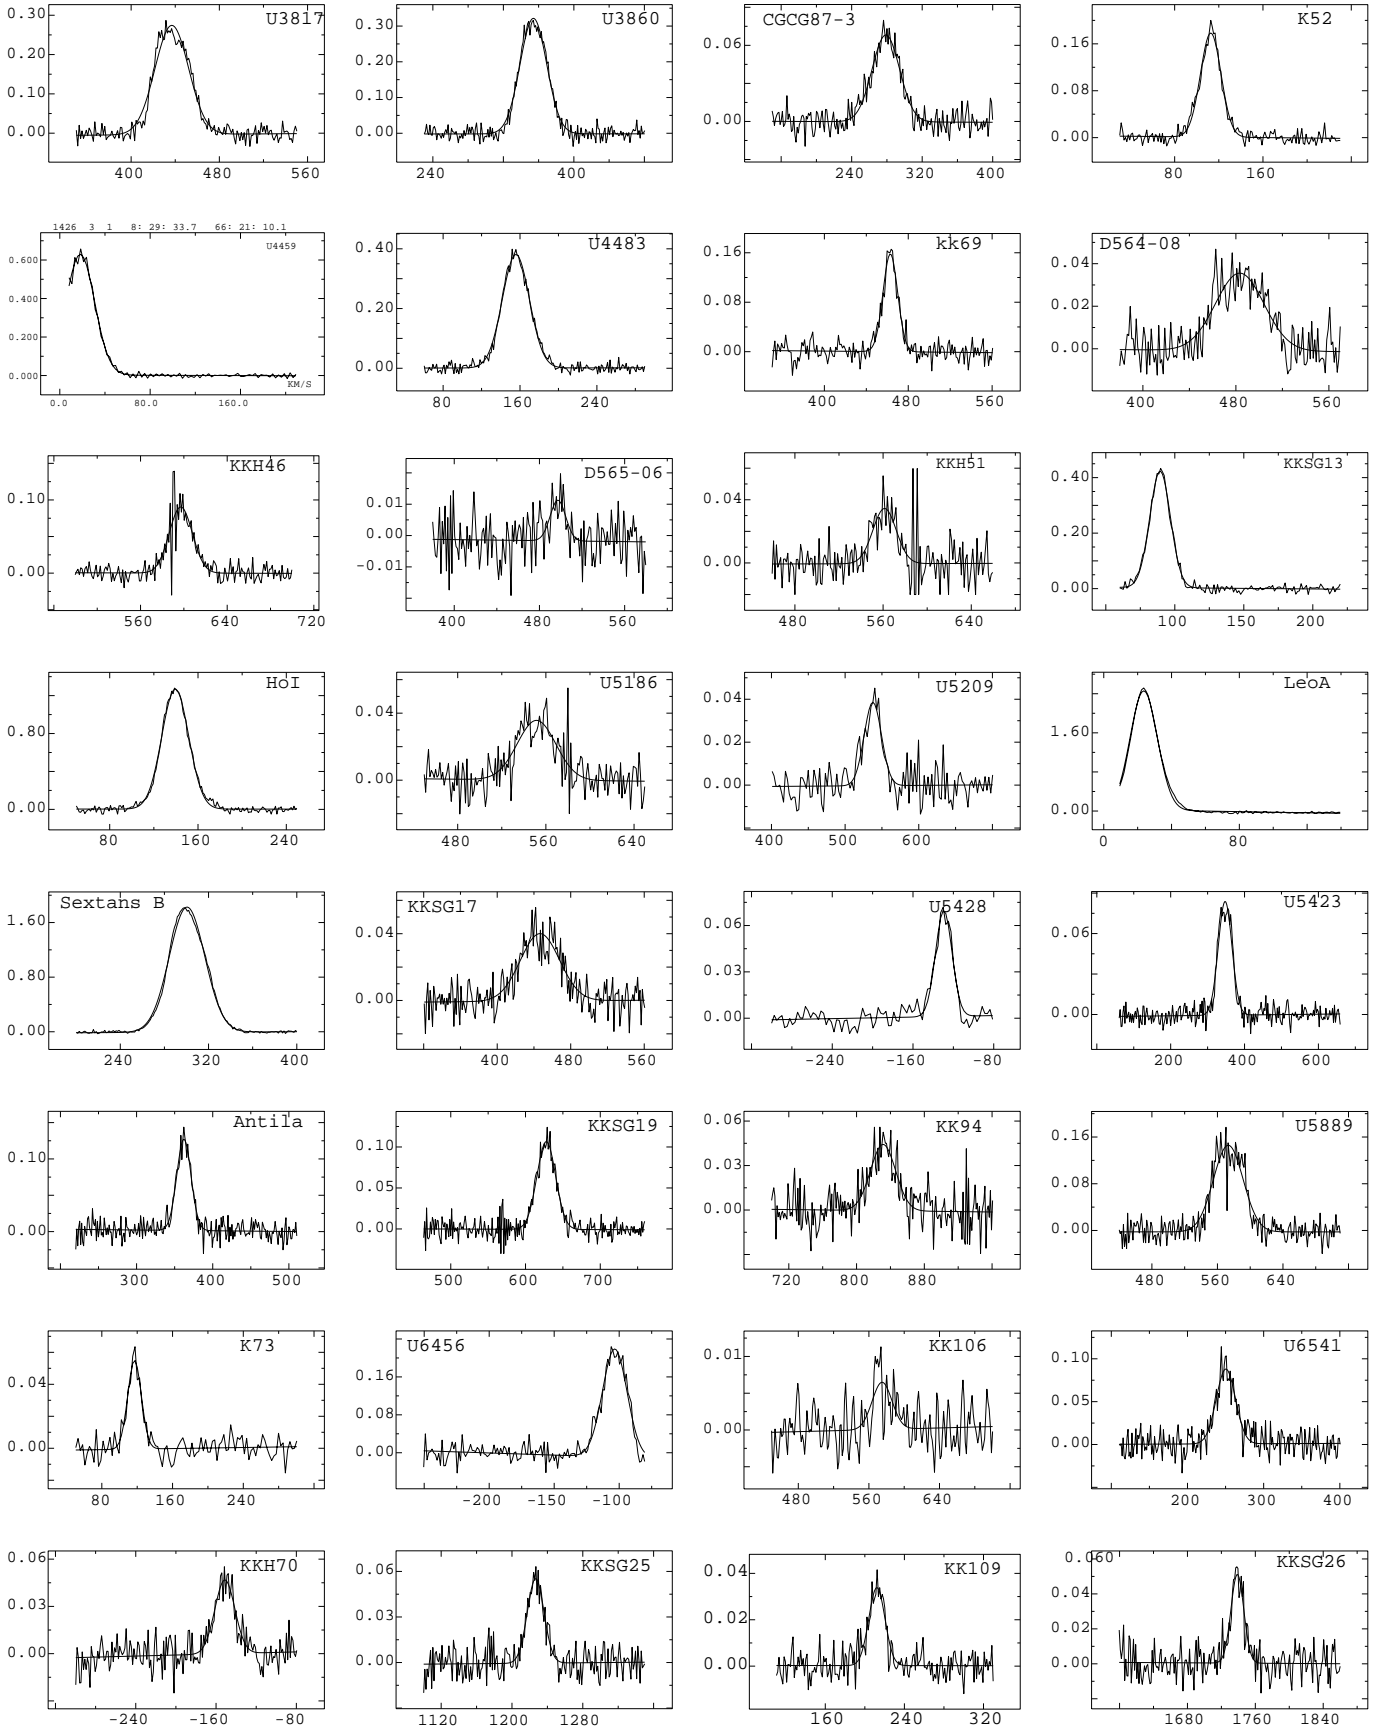 U3817
0.30
0.20
0.10
0.00
400 480 560
U3860
0.30
0.20
0.10
0.00
240 400
CGCG87-3
0.06
0.00
240 320 400
K52
0.16
0.08
0.00
80 160
1426 3 1 8: 29: 33.7 66: 21: 10.1
U4459
0.600
0.400
0.200
0.000
KM/S
0.0 80.0 160.0
U4483
0.40
0.20
0.00
80 160 240
kk69
0.16
0.08
0.00
400 480 560
D564-08
0.04
0.02
0.00
400 480 560
KKH46
0.10
0.00
560 640 720
D565-06
0.01
0.00
-0.01
400 480 560
KKH51
0.04
0.00
480 560 640
KKSG13
0.40
0.20
0.00
100 150 200
HoI
0.80
0.00
80 160 240
U5186
0.04
0.00
480 560 640
U5209
0.04
0.02
0.00
400 500 600
LeoA
1.60
0.00
0 80
Sextans B
1.60
0.80
0.00
240 320 400
KKSG17
0.04
0.00
400 480 560
U5428
0.06
0.03
0.00
-240 -160 -80
U5423
0.06
0.00
200 400 600
Antila
0.10
0.00
300 400 500
KKSG19
0.10
0.05
0.00
500 600 700
KK94
0.06
0.03
0.00
720 800 880
U5889
0.16
0.08
0.00
480 560 640
K73
0.04
0.00
80 160 240
U6456
0.16
0.08
0.00
-200 -150 -100
KK106
0.01
0.00
480 560 640
U6541
0.10
0.05
0.00
200 300 400
KKH70
0.06
0.03
0.00
-240 -160 -80
KKSG25
0.06
0.03
0.00
1120 1200 1280
KK109
0.04
0.02
0.00
160 240 320
KKSG26
0.060
0.04
0.02
0.00
1680 1760 1840